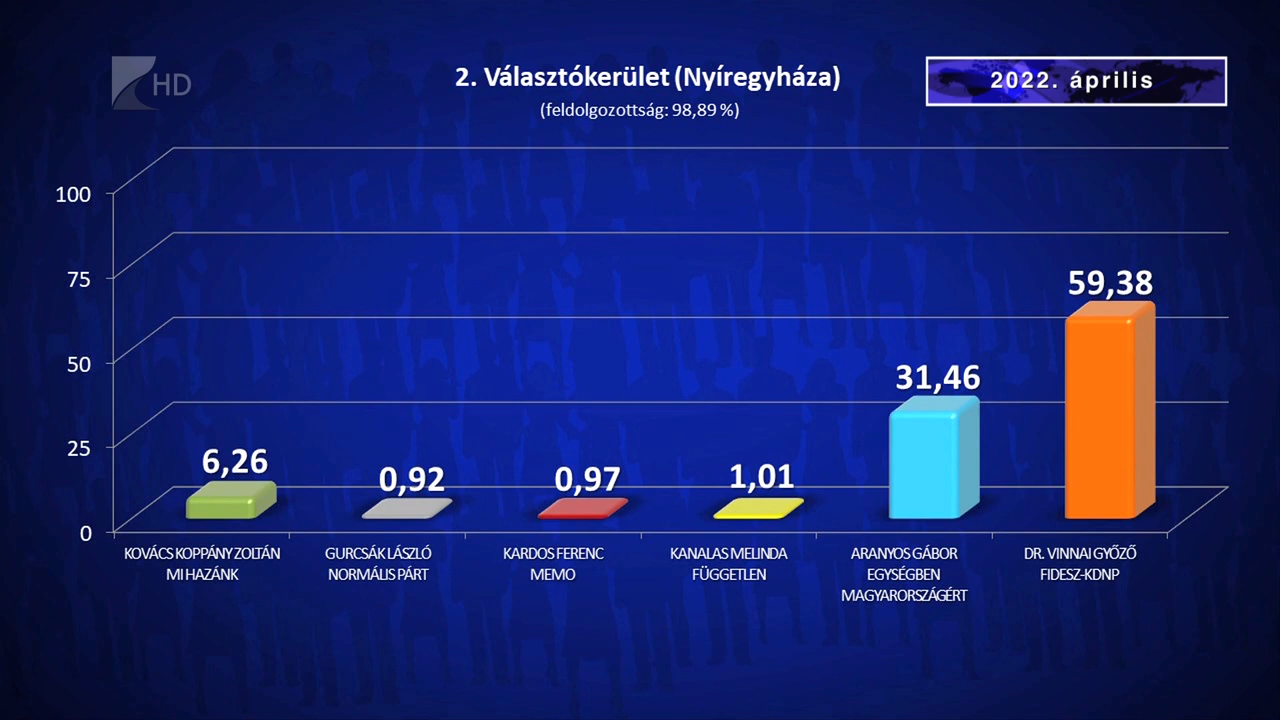 HD
2. Választókerület (Nyíregyháza)
(feldolgozottság: 98,89 %)
2022. április
100
75
50
25
0
6,26
0,92
0,97
1,01
31,46
59,38
KOVÁCS KOPPÁNY ZOLTÁN
MI HAZÁNK
GURCSÁK LÁSZLÓ
NORMÁLIS PÁRT
KARDOS FERENC
MEMO
KANALAS MELINDA
FÜGGETLEN
ARANYOS GÁBOR
EGYSÉGBEN
MAGYARORSZÁGÉRT
DR. VINNAI GYŐZŐ
FIDESZ-KDNP